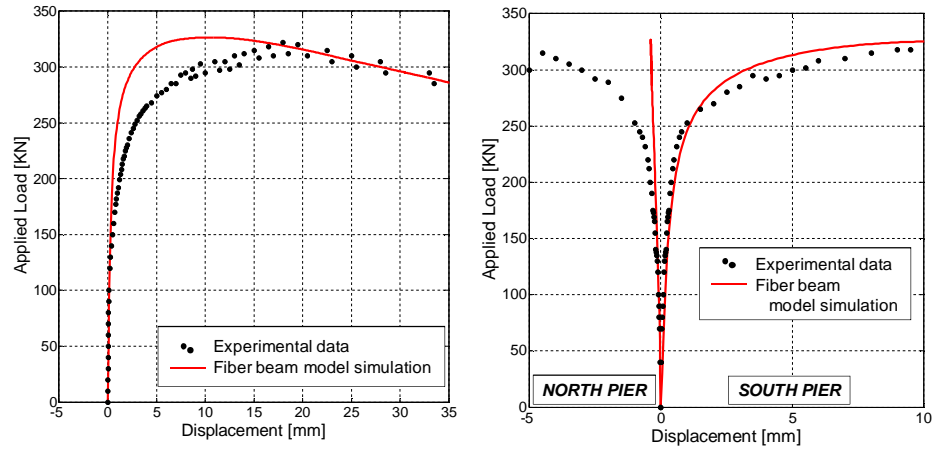 350
300
250
200
150
100
50
0
Applied Load [KN]
-5 0 5 10 15 20 25 30 35
Displacement [mm]
Experimental data
Fiber beam model simulation
350
300
250
200
150
100
50
0
Applied Load [KN]
-5 0 5 10
Displacement [mm]
Experimental data
Fiber beam
model simulation
NORTH PIER
SOUTH PIER